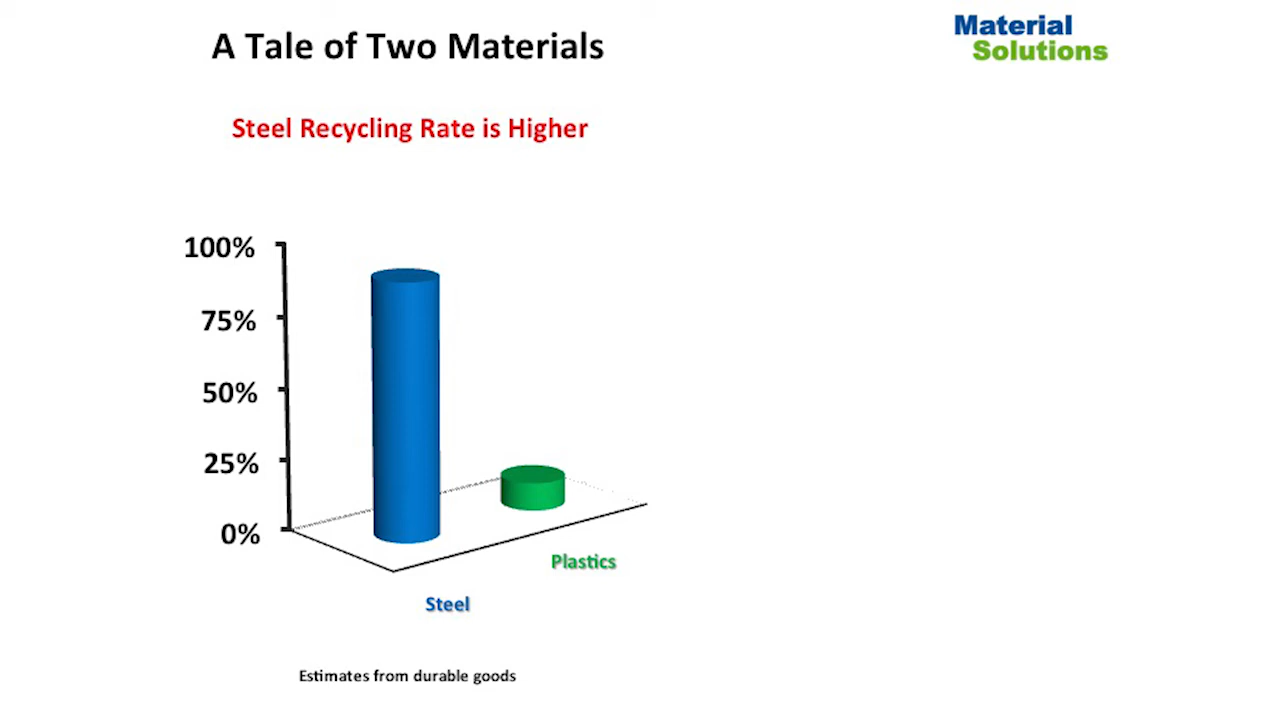 A Tale of Two Materials
Material
Solutions
Steel Recycling Rate is Higher
100%
75%
50%
25%
0%
Plastics
Steel
Estimates from durable goods